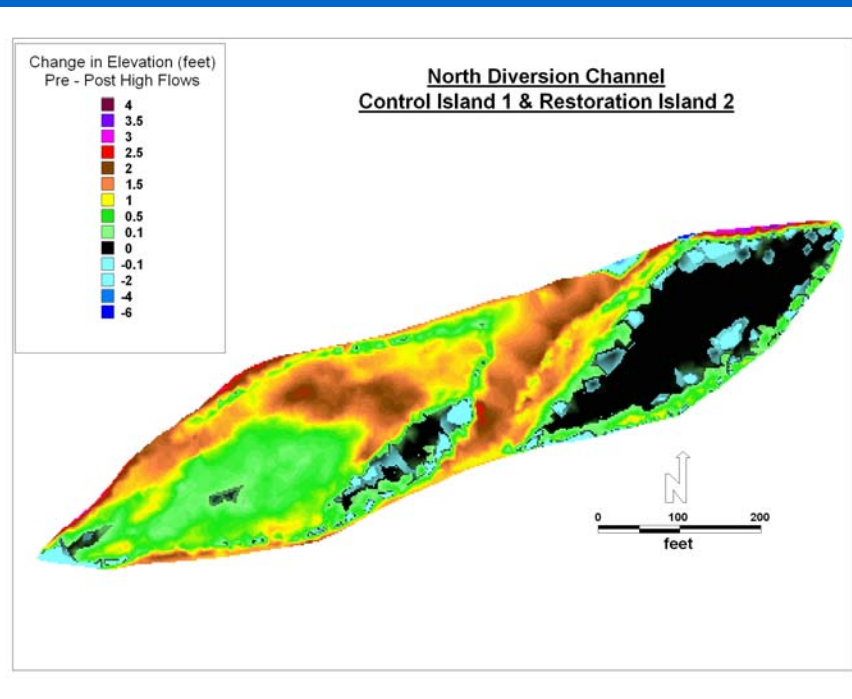 Change in Elevation (feet)
Pre - Post High Flows
4
3.5
3
2.5
2
1.5
1
0.5
0.1
0
-0.1
-2
-4
-6
North Diversion Channel
Control Island 1 & Restoration Island 2
N
0 100 200
feet